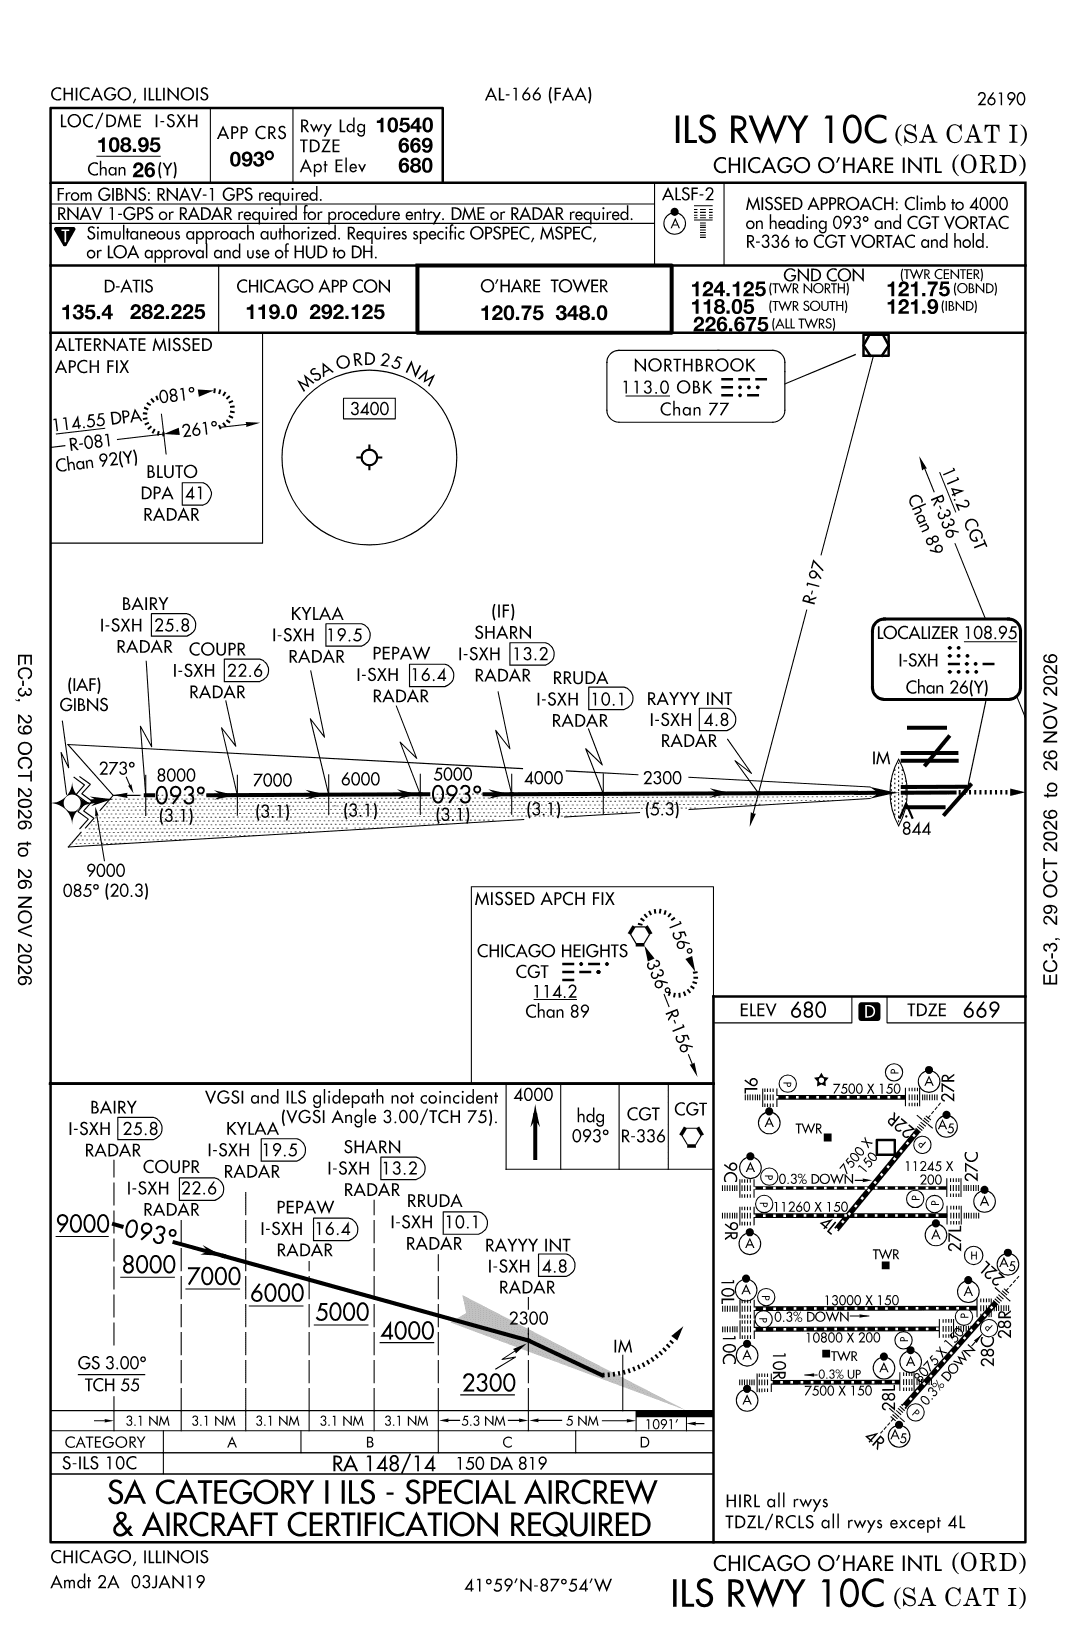 CHICAGO, ILLINOIS
AL-166 (FAA)
26190
LOC/DME I-SXH
108.95
Chan 26(Y)
APP CRS
093°
Rwy Ldg 10540
TDZE 669
Apt Elev 680
ILS RWY 10C (SA CAT I)
CHICAGO O'HARE INTL (ORD)
From GIBNS: RNAV-1 GPS required.
RNAV 1-GPS or RADAR required for procedure entry. DME or RADAR required.
T
Simultaneous approach authorized. Requires specific OPSPEC, MSPEC,
or LOA approval and use of HUD to DH.
ALSF-2
A
MISSED APPROACH: Climb to 4000
on heading 093° and CGT VORTAC
R-336 to CGT VORTAC and hold.
D-ATIS
135.4 282.225
CHICAGO APP CON
119.0 292.125
O'HARE TOWER
120.75 348.0
GND CON
124.125 (TWR NORTH)
118.05 (TWR SOUTH)
226.675 (ALL TWRS)
(TWR CENTER)
121.75 (OBND)
121.9 (IBND)
ALTERNATE MISSED
APCH FIX
081°
261°
114.55 DPA
R-081
Chan 92(Y)
BLUTO
DPA 41
RADAR
MSA ORD 25 NM
3400
NORTHBROOK
113.0 OBK
Chan 77
R-197
114.2 CGT
R-336
Chan 89
LOCALIZER 108.95
I-SXH
Chan 26(Y)
(IAF)
GIBNS
BAIRY
I-SXH 25.8
RADAR
COUPR
I-SXH 22.6
RADAR
KYLAA
I-SXH 19.5
RADAR
PEPAW
I-SXH 16.4
RADAR
(IF)
SHARN
I-SXH 13.2
RADAR
RRUDA
I-SXH 10.1
RADAR
RAYYY INT
I-SXH 4.8
RADAR
IM
273°
8000
093°
(3.1)
7000
(3.1)
6000
(3.1)
5000
093°
(3.1)
4000
(3.1)
2300
(5.3)
844
9000
085° (20.3)
EC-3, 29 OCT 2026 to 26 NOV 2026
EC-3, 29 OCT 2026 to 26 NOV 2026
MISSED APCH FIX
CHICAGO HEIGHTS
CGT
114.2
Chan 89
156°
336°
R-156
ELEV 680
D
TDZE 669
9L
7500 X 150
27R
TWR
22R
7500 X
150
4L
9C
0.3% DOWN
11245 X
200
27C
9R
11260 X 150
27L
TWR
H
22L
10L
13000 X 150
28R
10C
0.3% DOWN
10800 X 200
28C
TWR
10R
0.3% UP
7500 X 150
28L
8075 X 150
0.3% DOWN
4R
A
A
A5
A
A
A
A
A5
A
A
A
A
A
A
A5
P
P
P
P
P
P
P
P
P
P
P
P
HIRL all rwys
TDZL/RCLS all rwys except 4L
VGSI and ILS glidepath not coincident
(VGSI Angle 3.00/TCH 75).
4000
hdg
093°
CGT
R-336
CGT
BAIRY
I-SXH 25.8
RADAR
COUPR
I-SXH 22.6
RADAR
KYLAA
I-SXH 19.5
RADAR
PEPAW
I-SXH 16.4
RADAR
SHARN
I-SXH 13.2
RADAR
RRUDA
I-SXH 10.1
RADAR
RAYYY INT
I-SXH 4.8
RADAR
9000
093°
8000
7000
6000
5000
4000
2300
2300
IM
GS 3.00°
TCH 55
3.1 NM
3.1 NM
3.1 NM
3.1 NM
3.1 NM
5.3 NM
5 NM
1091'
CATEGORY
A
B
C
D
S-ILS 10C
RA 148/14 150 DA 819
SA CATEGORY I ILS - SPECIAL AIRCREW
& AIRCRAFT CERTIFICATION REQUIRED
CHICAGO, ILLINOIS
Amdt 2A 03JAN19
41°59'N-87°54'W
CHICAGO O'HARE INTL (ORD)
ILS RWY 10C (SA CAT I)